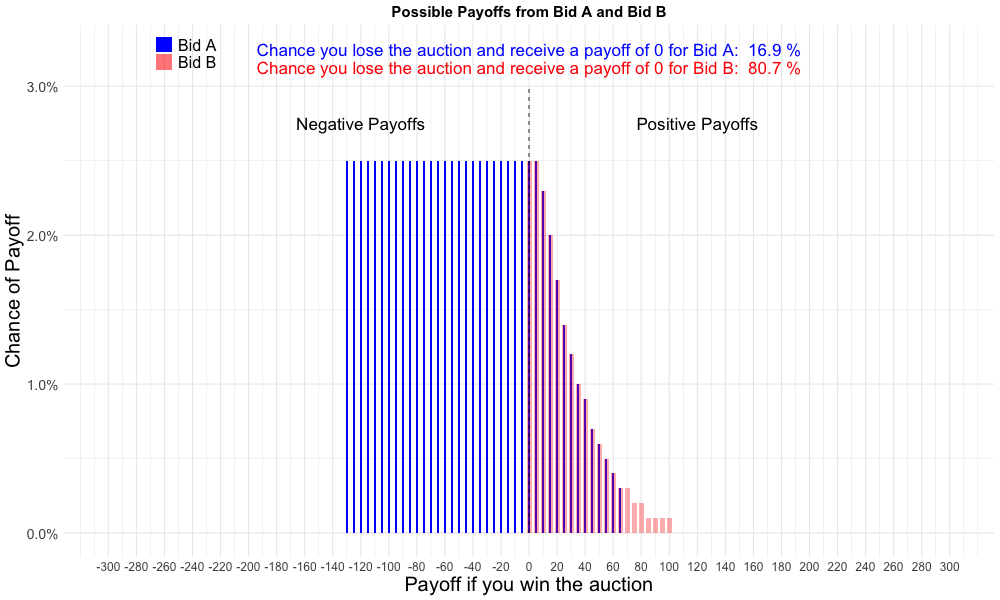 Possible Payoffs from Bid A and Bid B
Bid A
Bid B
Chance you lose the auction and receive a payoff of 0 for Bid A:  16.9 %
Chance you lose the auction and receive a payoff of 0 for Bid B:  80.7 %
Negative Payoffs
Positive Payoffs
Chance of Payoff
3.0%
2.0%
1.0%
0.0%
-300 -280 -260 -240 -220 -200 -180 -160 -140 -120 -100 -80 -60 -40 -20 0 20 40 60 80 100 120 140 160 180 200 220 240 260 280 300
Payoff if you win the auction